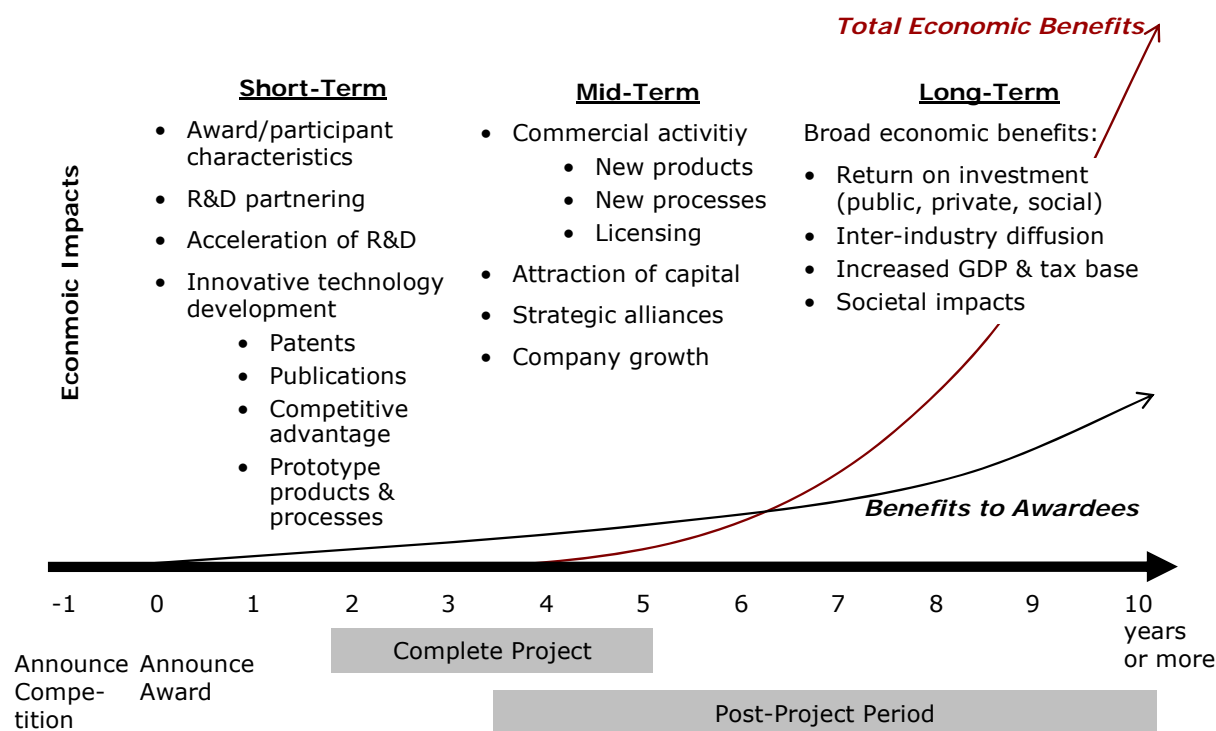 Total Economic Benefits
Short-Term
• Award/participant
characteristics
• R&D partnering
• Acceleration of R&D
• Innovative technology
development
• Patents
• Publications
• Competitive
advantage
• Prototype
products &
processes
Mid-Term
• Commercial activitiy
• New products
• New processes
• Licensing
• Attraction of capital
• Strategic alliances
• Company growth
Long-Term
Broad economic benefits:
• Return on investment
(public, private, social)
• Inter-industry diffusion
• Increased GDP & tax base
• Societal impacts
Econmoic Impacts
Benefits to Awardees
-1 0 1 2 3 4 5 6 7 8 9 10
years
or more
Announce
Compe-
tition
Announce
Award
Complete Project
Post-Project Period